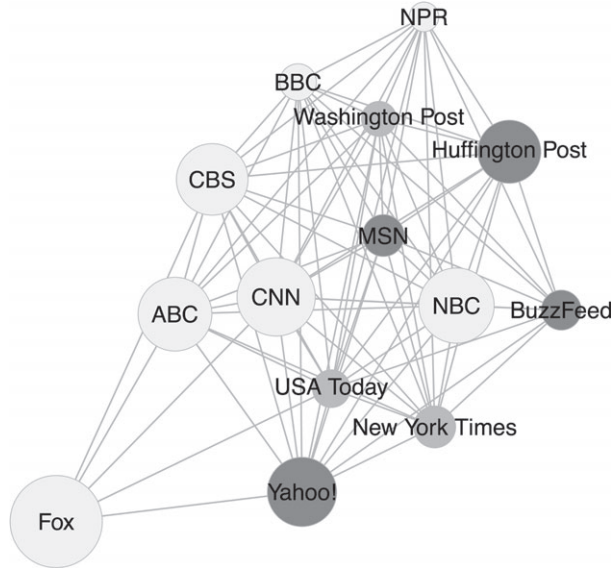 NPR
BBC
Washington Post
Huffington Post
CBS
MSN
CNN
NBC
ABC
BuzzFeed
USA Today
New York Times
Yahoo!
Fox